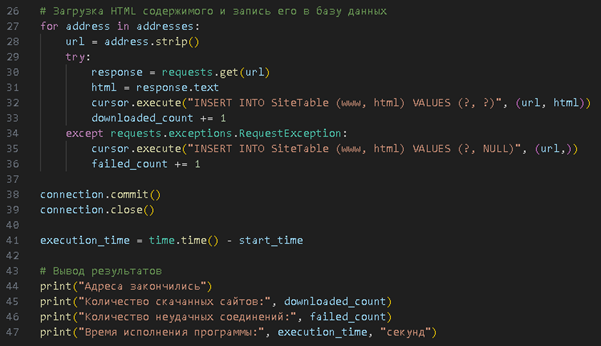 26 # Загрузка HTML содержимого и запись его в базу данных
27 for address in addresses:
28     url = address.strip()
29     try:
30         response = requests.get(url)
31         html = response.text
32         cursor.execute("INSERT INTO SiteTable (www, html) VALUES (?, ?)", (url, html))
33         downloaded_count += 1
34     except requests.exceptions.RequestException:
35         cursor.execute("INSERT INTO SiteTable (www, html) VALUES (?, NULL)", (url,))
36         failed_count += 1
37
38 connection.commit()
39 connection.close()
40
41 execution_time = time.time() - start_time
42
43 # Вывод результатов
44 print("Адреса закончились")
45 print("Количество скачанных сайтов:", downloaded_count)
46 print("Количество неудачных соединений:", failed_count)
47 print("Время исполнения программы:", execution_time, "секунд")